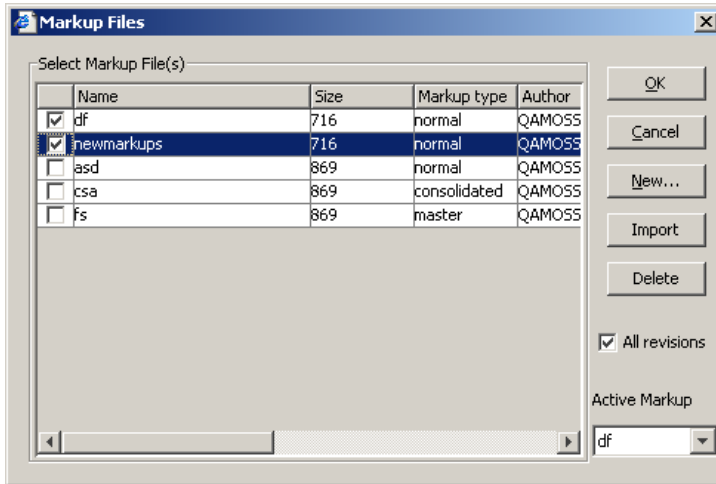 Markup Files
Select Markup File(s)
Name Size Markup type Author
df 716 normal QAMOSS
newmarkups 716 normal QAMOSS
asd 869 normal QAMOSS
csa 869 consolidated QAMOSS
fs 869 master QAMOSS
OK
Cancel
New...
Import
Delete
All revisions
Active Markup
df